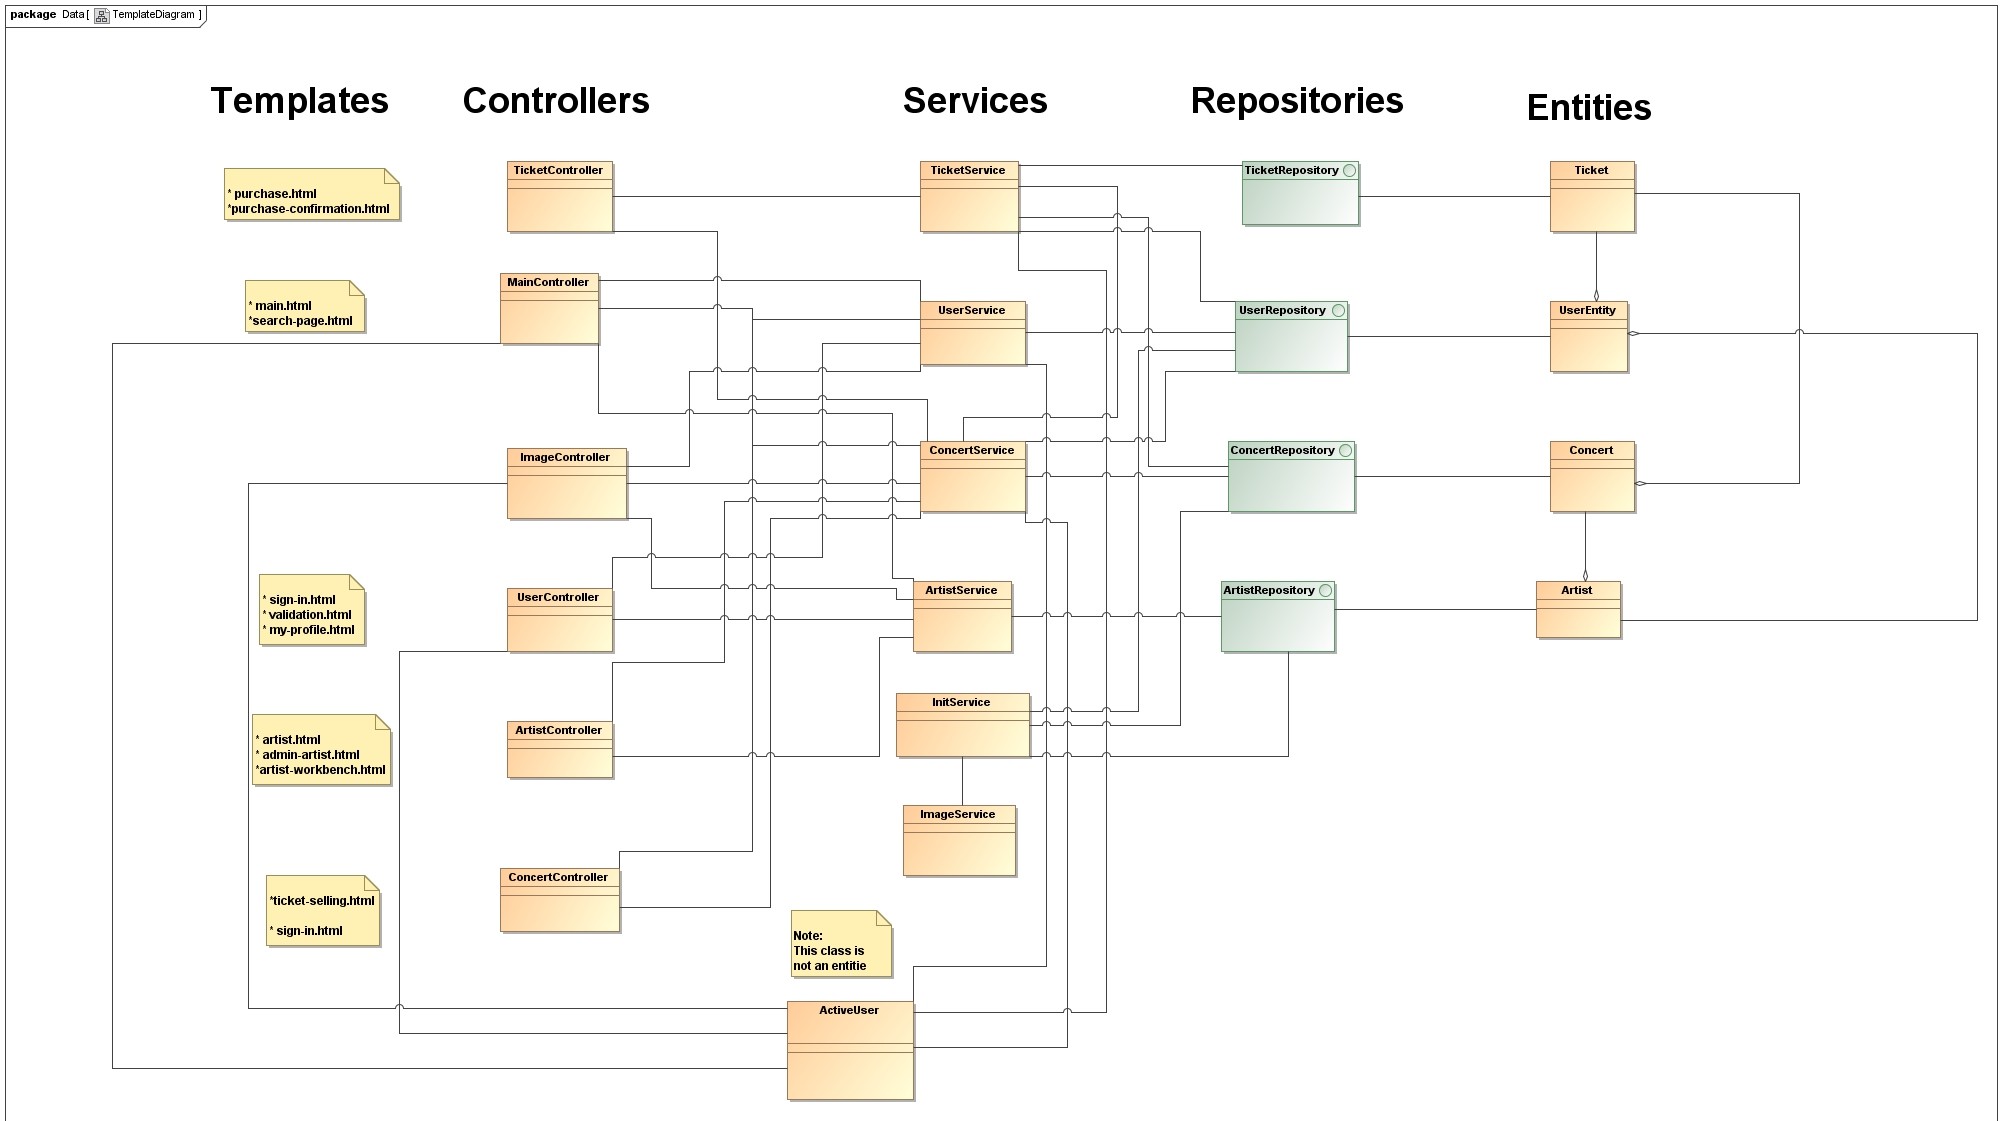 package Data[ TemplateDiagram ]
Templates
Controllers
Services
Repositories
Entities
* purchase.html
*purchase-confirmation.html
TicketController
TicketService
TicketRepository
Ticket
* main.html
*search-page.html
MainController
UserService
UserRepository
UserEntity
ImageController
ConcertService
ConcertRepository
Concert
* sign-in.html
* validation.html
* my-profile.html
UserController
ArtistService
ArtistRepository
Artist
* artist.html
* admin-artist.html
*artist-workbench.html
ArtistController
InitService
ImageService
*ticket-selling.html
* sign-in.html
ConcertController
Note:
This class is
not an entitie
ActiveUser